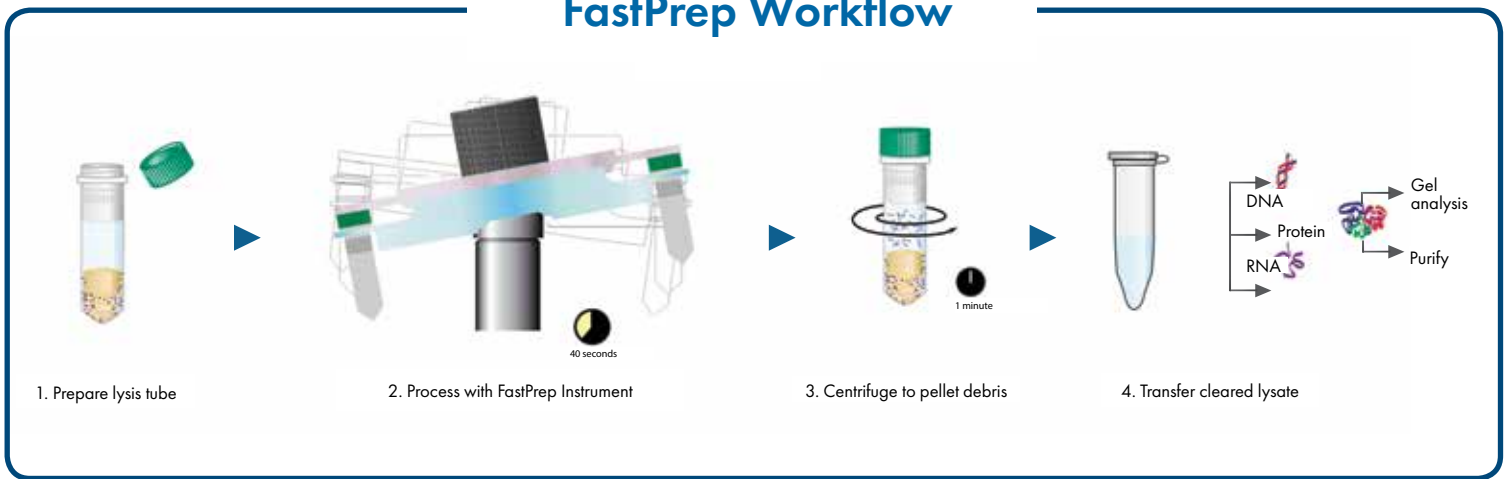 FastPrep Workflow
40 seconds
1 minute
DNA
Protein
RNA
Gel
analysis
Purify
1. Prepare lysis tube
2. Process with FastPrep Instrument
3. Centrifuge to pellet debris
4. Transfer cleared lysate